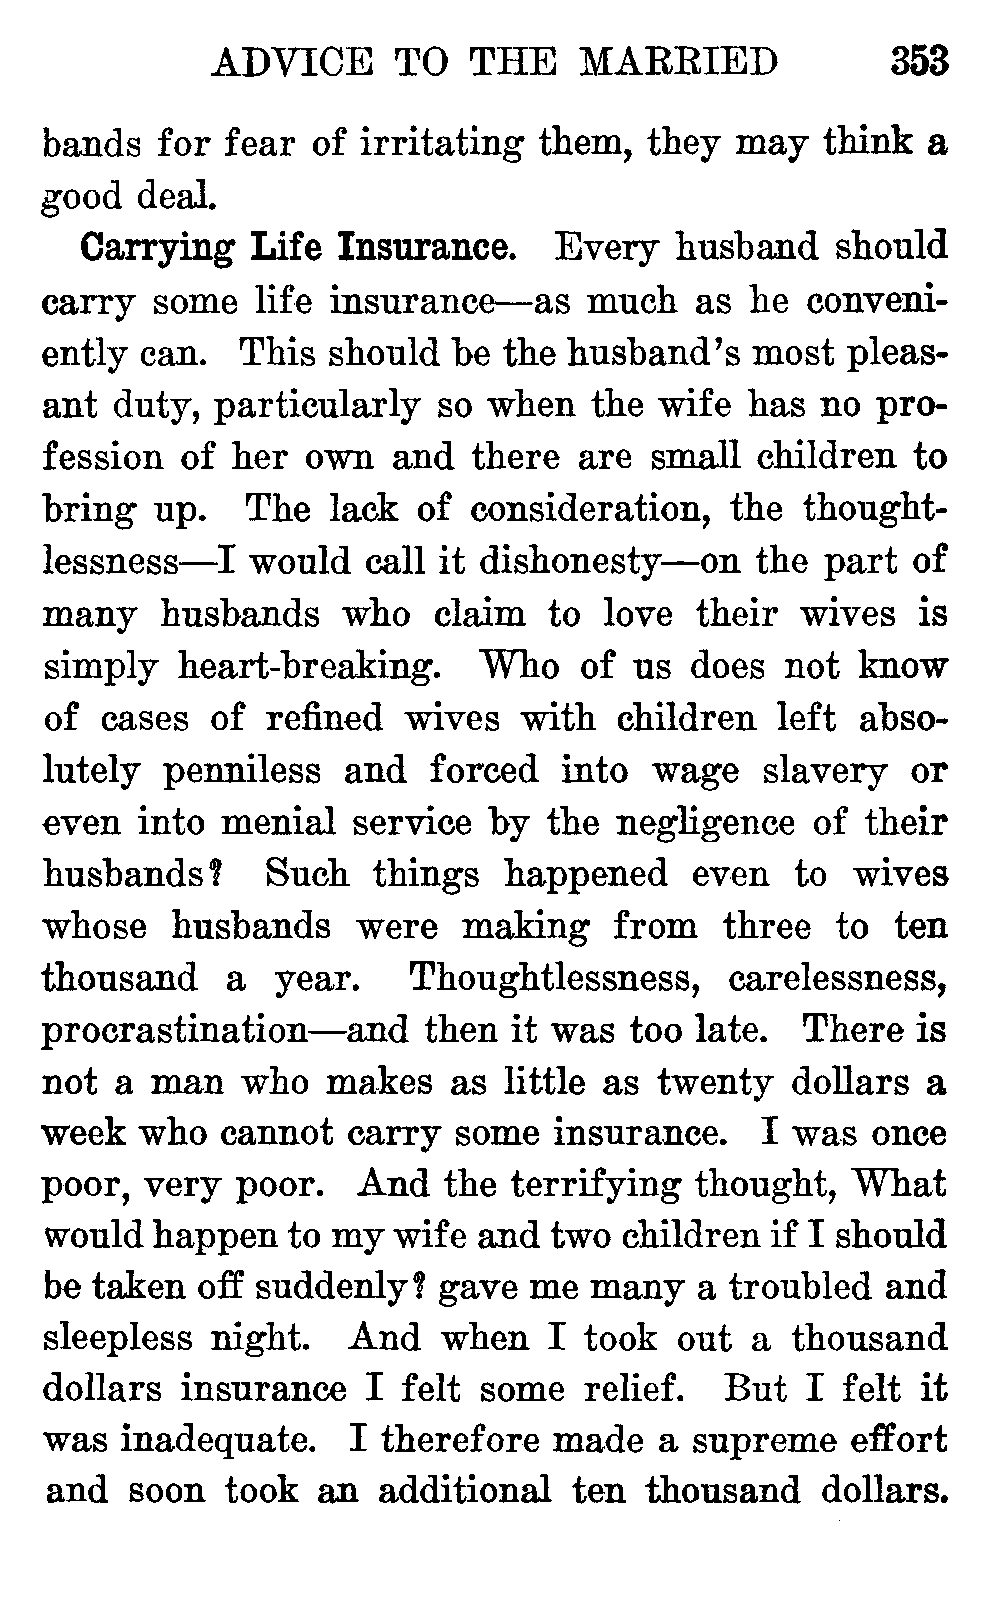 ADVICE TO THE MARRIED 353
bands for fear of irritating them, they may think a
good deal.
Carrying Life Insurance. Every husband should
carry some life insurance—as much as he conveni-
ently can. This should be the husband's most pleas-
ant duty, particularly so when the wife has no pro-
fession of her own and there are small children to
bring up. The lack of consideration, the thought-
lessness—I would call it dishonesty—on the part of
many husbands who claim to love their wives is
simply heart-breaking. Who of us does not know
of cases of refined wives with children left abso-
lutely penniless and forced into wage slavery or
even into menial service by the negligence of their
husbands? Such things happened even to wives
whose husbands were making from three to ten
thousand a year. Thoughtlessness, carelessness,
procrastination—and then it was too late. There is
not a man who makes as little as twenty dollars a
week who cannot carry some insurance. I was once
poor, very poor. And the terrifying thought, What
would happen to my wife and two children if I should
be taken off suddenly? gave me many a troubled and
sleepless night. And when I took out a thousand
dollars insurance I felt some relief. But I felt it
was inadequate. I therefore made a supreme effort
and soon took an additional ten thousand dollars.